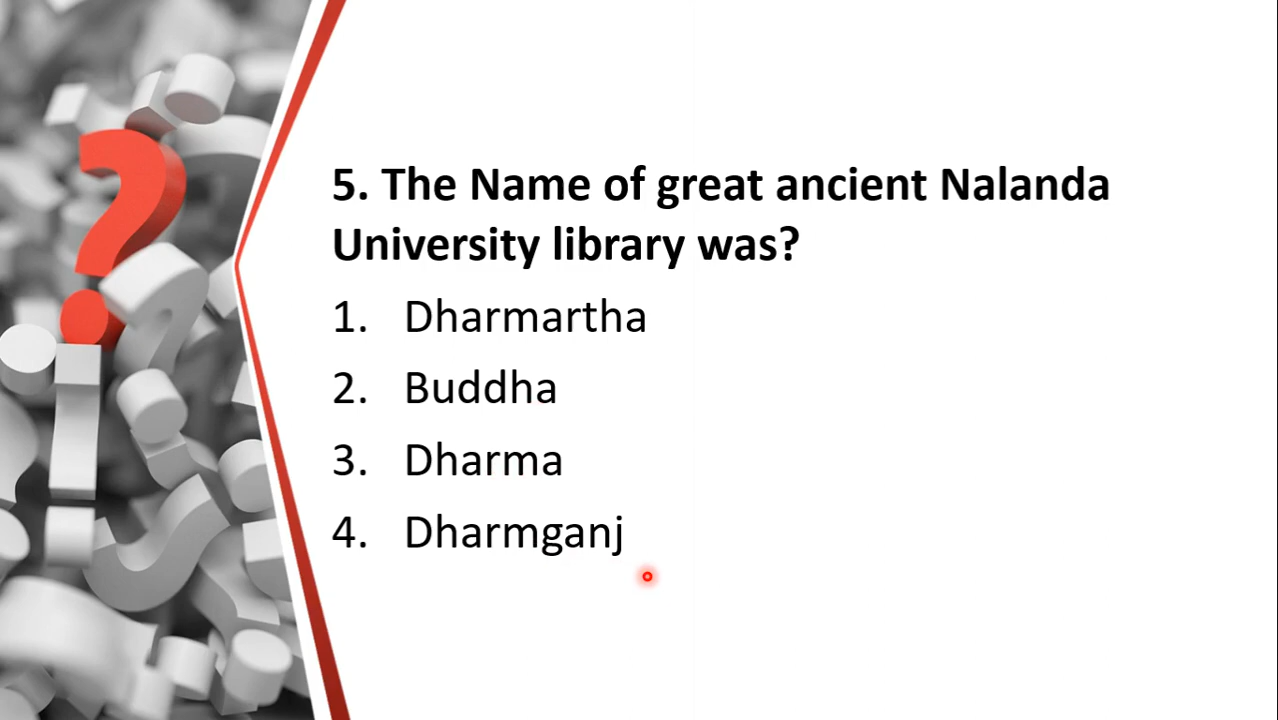 5. The Name of great ancient Nalanda
University library was?
1. Dharmartha
2. Buddha
3. Dharma
4. Dharmganj